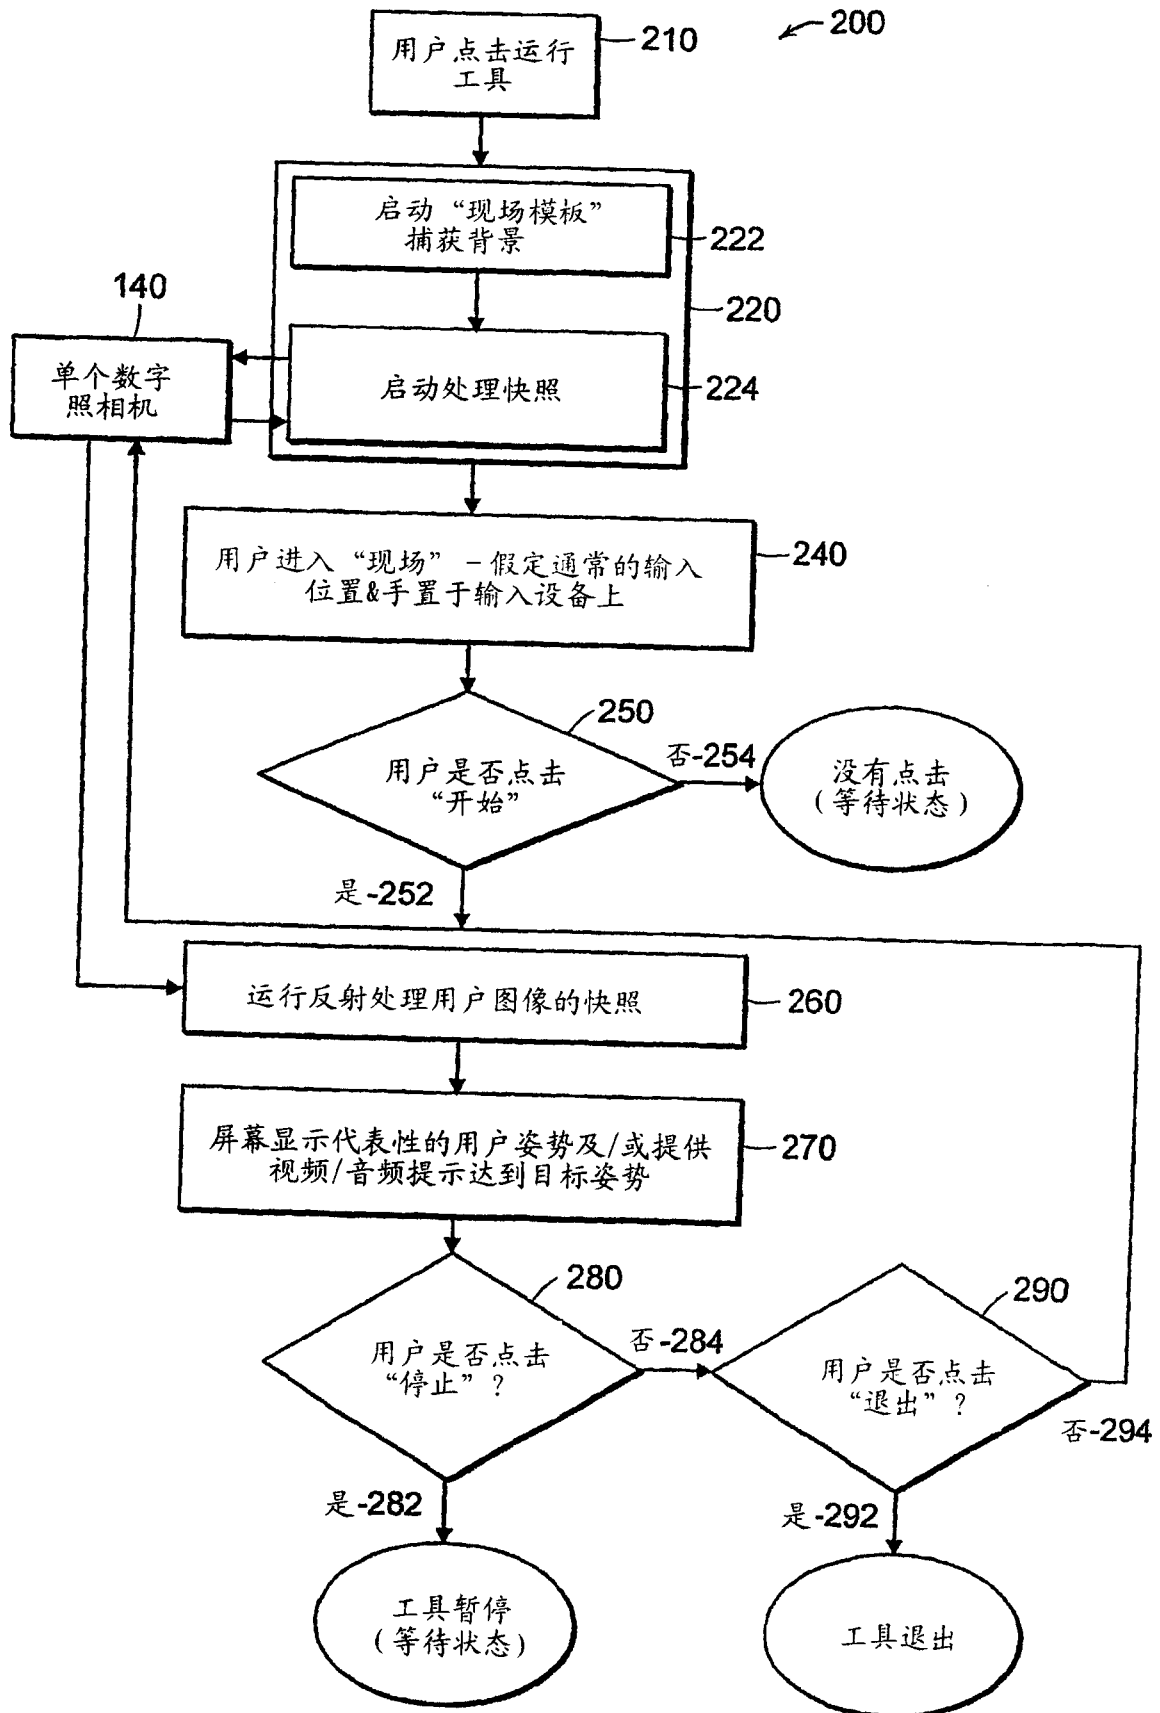 200
用户点击运行
工具
210
启动“现场模板”
捕获背景
222
220
140
单个数字
照相机
启动处理快照
224
用户进入“现场”-假定通常的输入
位置&手置于输入设备上
240
250
用户是否点击
“开始”
否-254
没有点击
(等待状态)
是-252
运行反射处理用户图像的快照
260
屏幕显示代表性的用户姿势及/或提供
视频/音频提示达到目标姿势
270
280
用户是否点击
“停止”?
否-284
290
用户是否点击
“退出”?
否-294
是-282
是-292
工具暂停
(等待状态)
工具退出